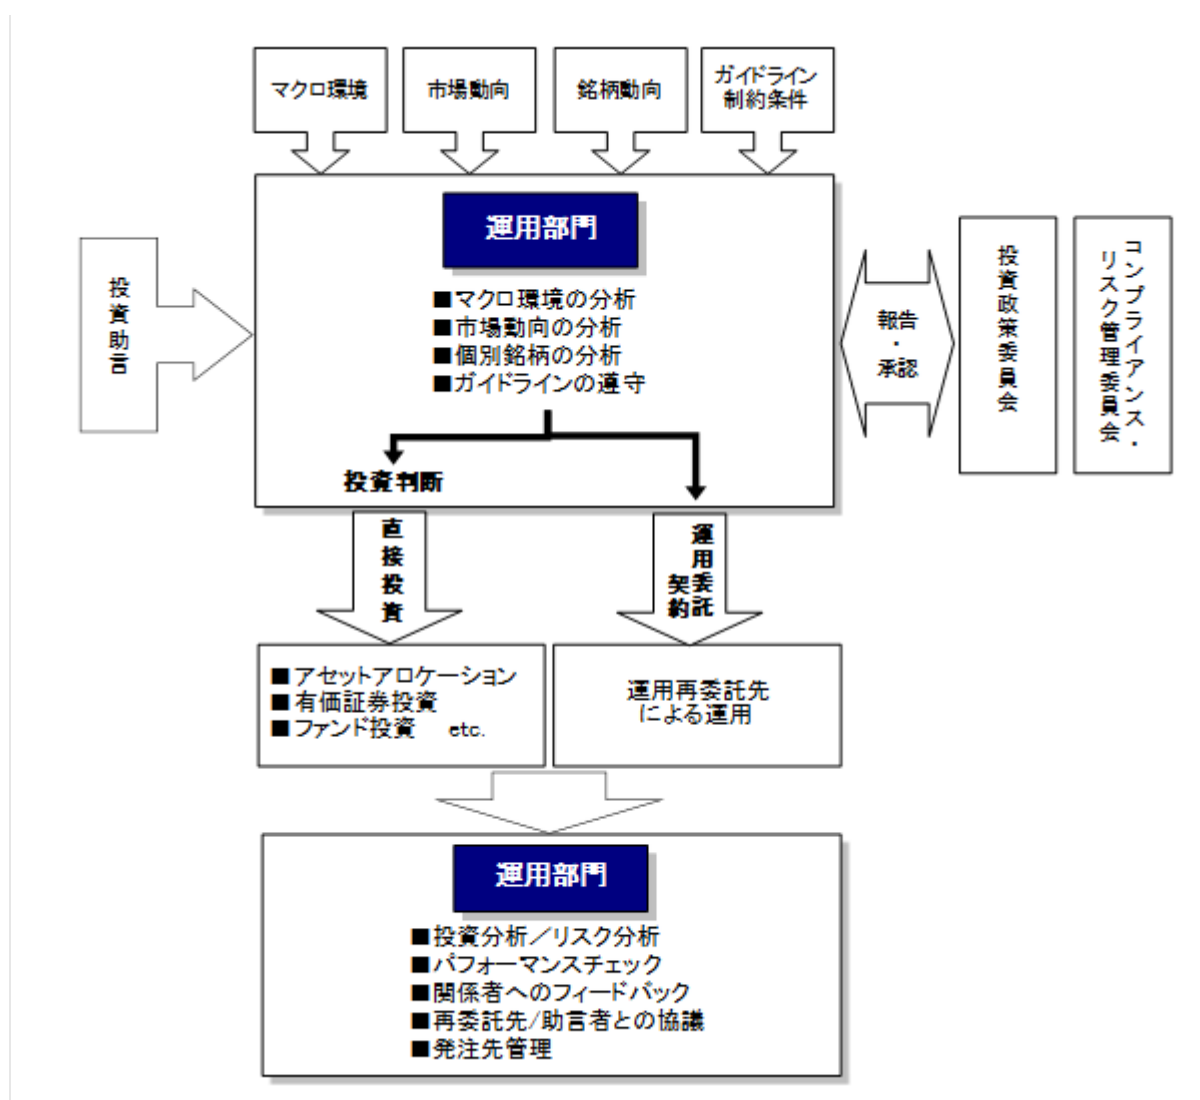 マクロ環境
市場動向
銘柄動向
ガイドライン
制約条件
運用部門
■マクロ環境の分析
■市場動向の分析
■個別銘柄の分析
■ガイドラインの遵守
投資助言
報告
・
承認
投資政策委員会
コンプライアンス・
リスク管理委員会
投資判断
直接投資
運用委託
契約
■アセットアロケーション
■有価証券投資
■ファンド投資 etc.
運用再委託先
による運用
運用部門
■投資分析／リスク分析
■パフォーマンスチェック
■関係者へのフィードバック
■再委託先/助言者との協議
■発注先管理